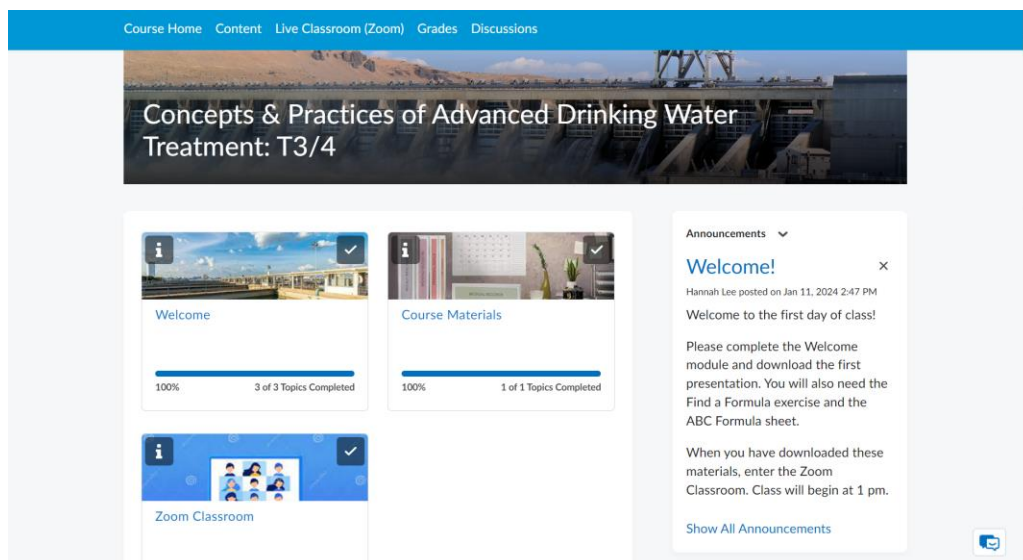 Course Home Content Live Classroom (Zoom) Grades Discussions
Concepts & Practices of Advanced Drinking Water
Treatment: T3/4
Welcome
100% 3 of 3 Topics Completed
Course Materials
100% 1 of 1 Topics Completed
Zoom Classroom
Announcements
Welcome!
Hannah Lee posted on Jan 11, 2024 2:47 PM
Welcome to the first day of class!
Please complete the Welcome
module and download the first
presentation. You will also need the
Find a Formula exercise and the
ABC Formula sheet.
When you have downloaded these
materials, enter the Zoom
Classroom. Class will begin at 1 pm.
Show All Announcements